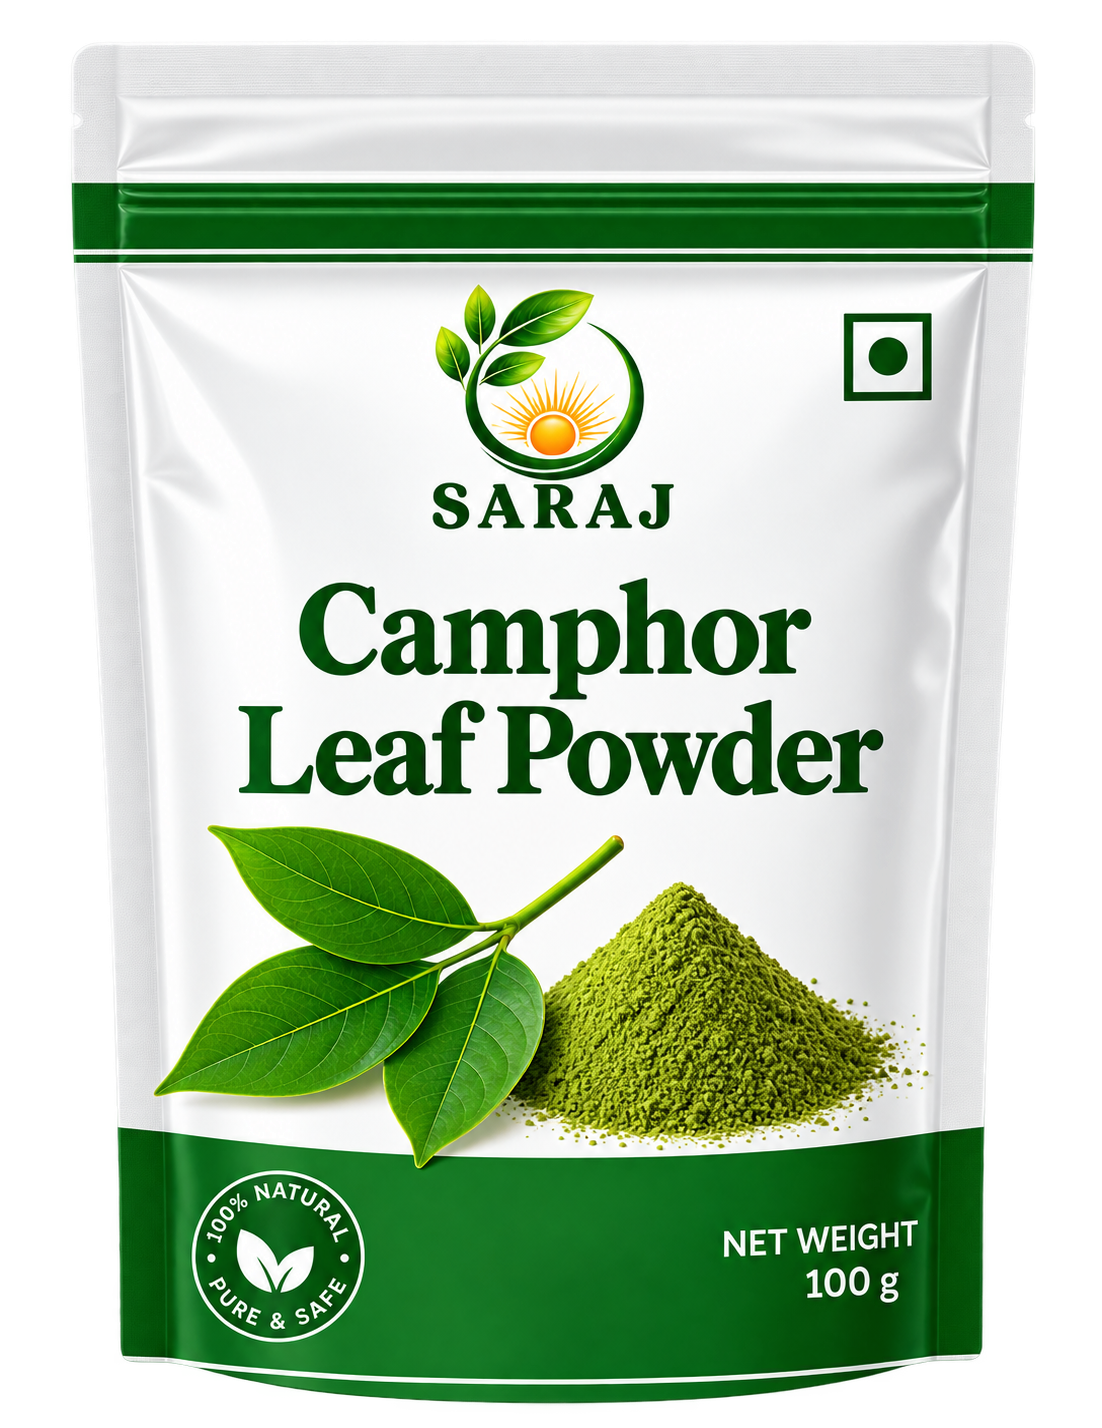 SARAJ
Camphor
Leaf Powder
100% NATURAL
PURE & SAFE
NET WEIGHT
100 g